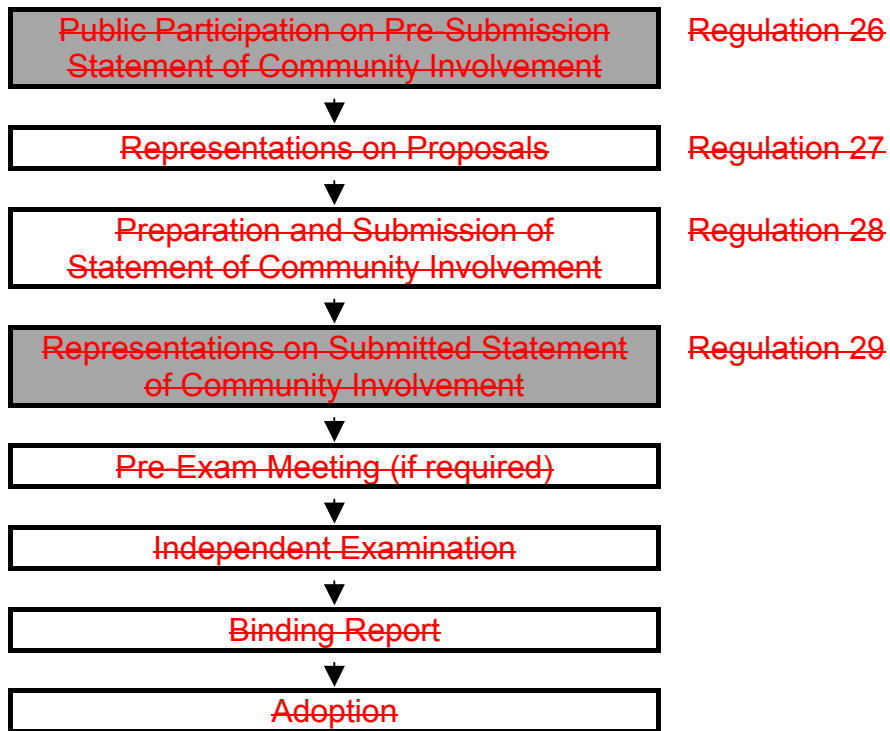 Public Participation on Pre-Submission
Statement of Community Involvement
Regulation 26
Representations on Proposals
Regulation 27
Preparation and Submission of
Statement of Community Involvement
Regulation 28
Representations on Submitted Statement
of Community Involvement
Regulation 29
Pre-Exam Meeting (if required)
Independent Examination
Binding Report
Adoption